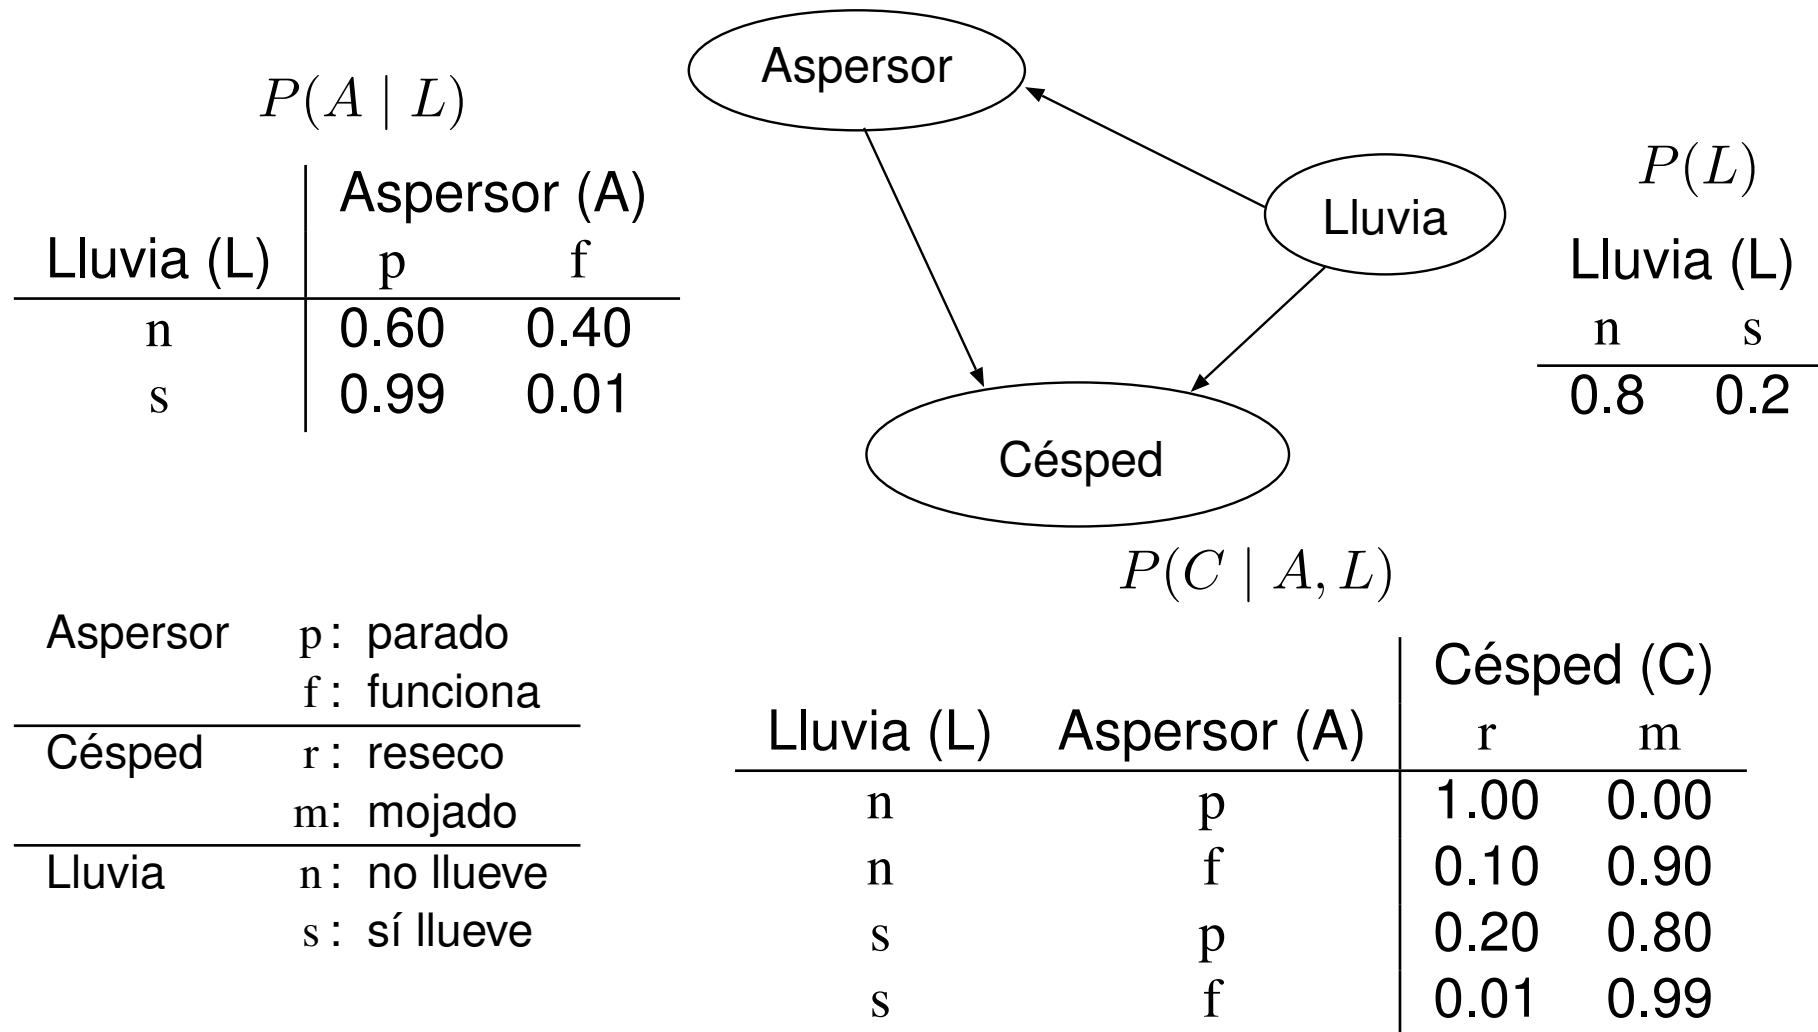 P(A | L)
Aspersor (A)
Lluvia (L) p f
n 0.60 0.40
s 0.99 0.01
Aspersor
Lluvia
Césped
P(L)
Lluvia (L)
n s
0.8 0.2
Aspersor p : parado
f : funciona
Césped r : reseco
m: mojado
Lluvia n : no llueve
s : sí llueve
P(C | A, L)
Césped (C)
Lluvia (L) Aspersor (A) r m
n p 1.00 0.00
n f 0.10 0.90
s p 0.20 0.80
s f 0.01 0.99